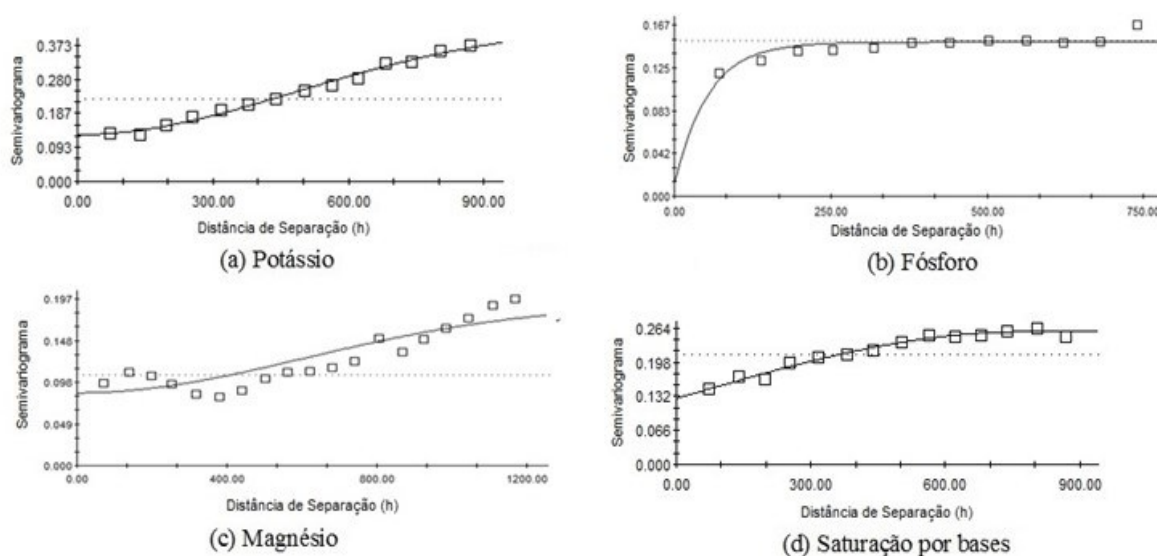 Semivariograma
0.373
0.280
0.187
0.093
0.000
0.00 300.00 600.00 900.00
Distância de Separação (h)
(a) Potássio
Semivariograma
0.167
0.125
0.083
0.042
0.000
0.00 250.00 500.00 750.00
Distância de Separação (h)
(b) Fósforo
Semivariograma
0.197
0.148
0.098
0.049
0.000
0.00 400.00 800.00 1200.00
Distância de Separação (h)
(c) Magnésio
Semivariograma
0.264
0.198
0.132
0.066
0.000
0.00 300.00 600.00 900.00
Distância de Separação (h)
(d) Saturação por bases